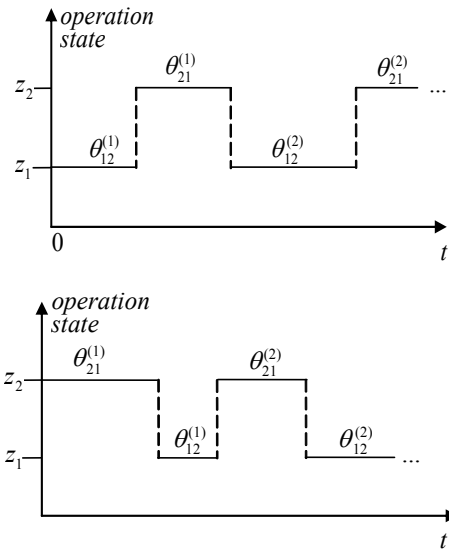 operation
state
θ₂₁⁽¹⁾ θ₂₁⁽²⁾
z₂ ...
θ₁₂⁽¹⁾ θ₁₂⁽²⁾
z₁
0
t
operation
state
θ₂₁⁽¹⁾ θ₂₁⁽²⁾
z₂
θ₁₂⁽¹⁾ θ₁₂⁽²⁾
z₁ ...
t